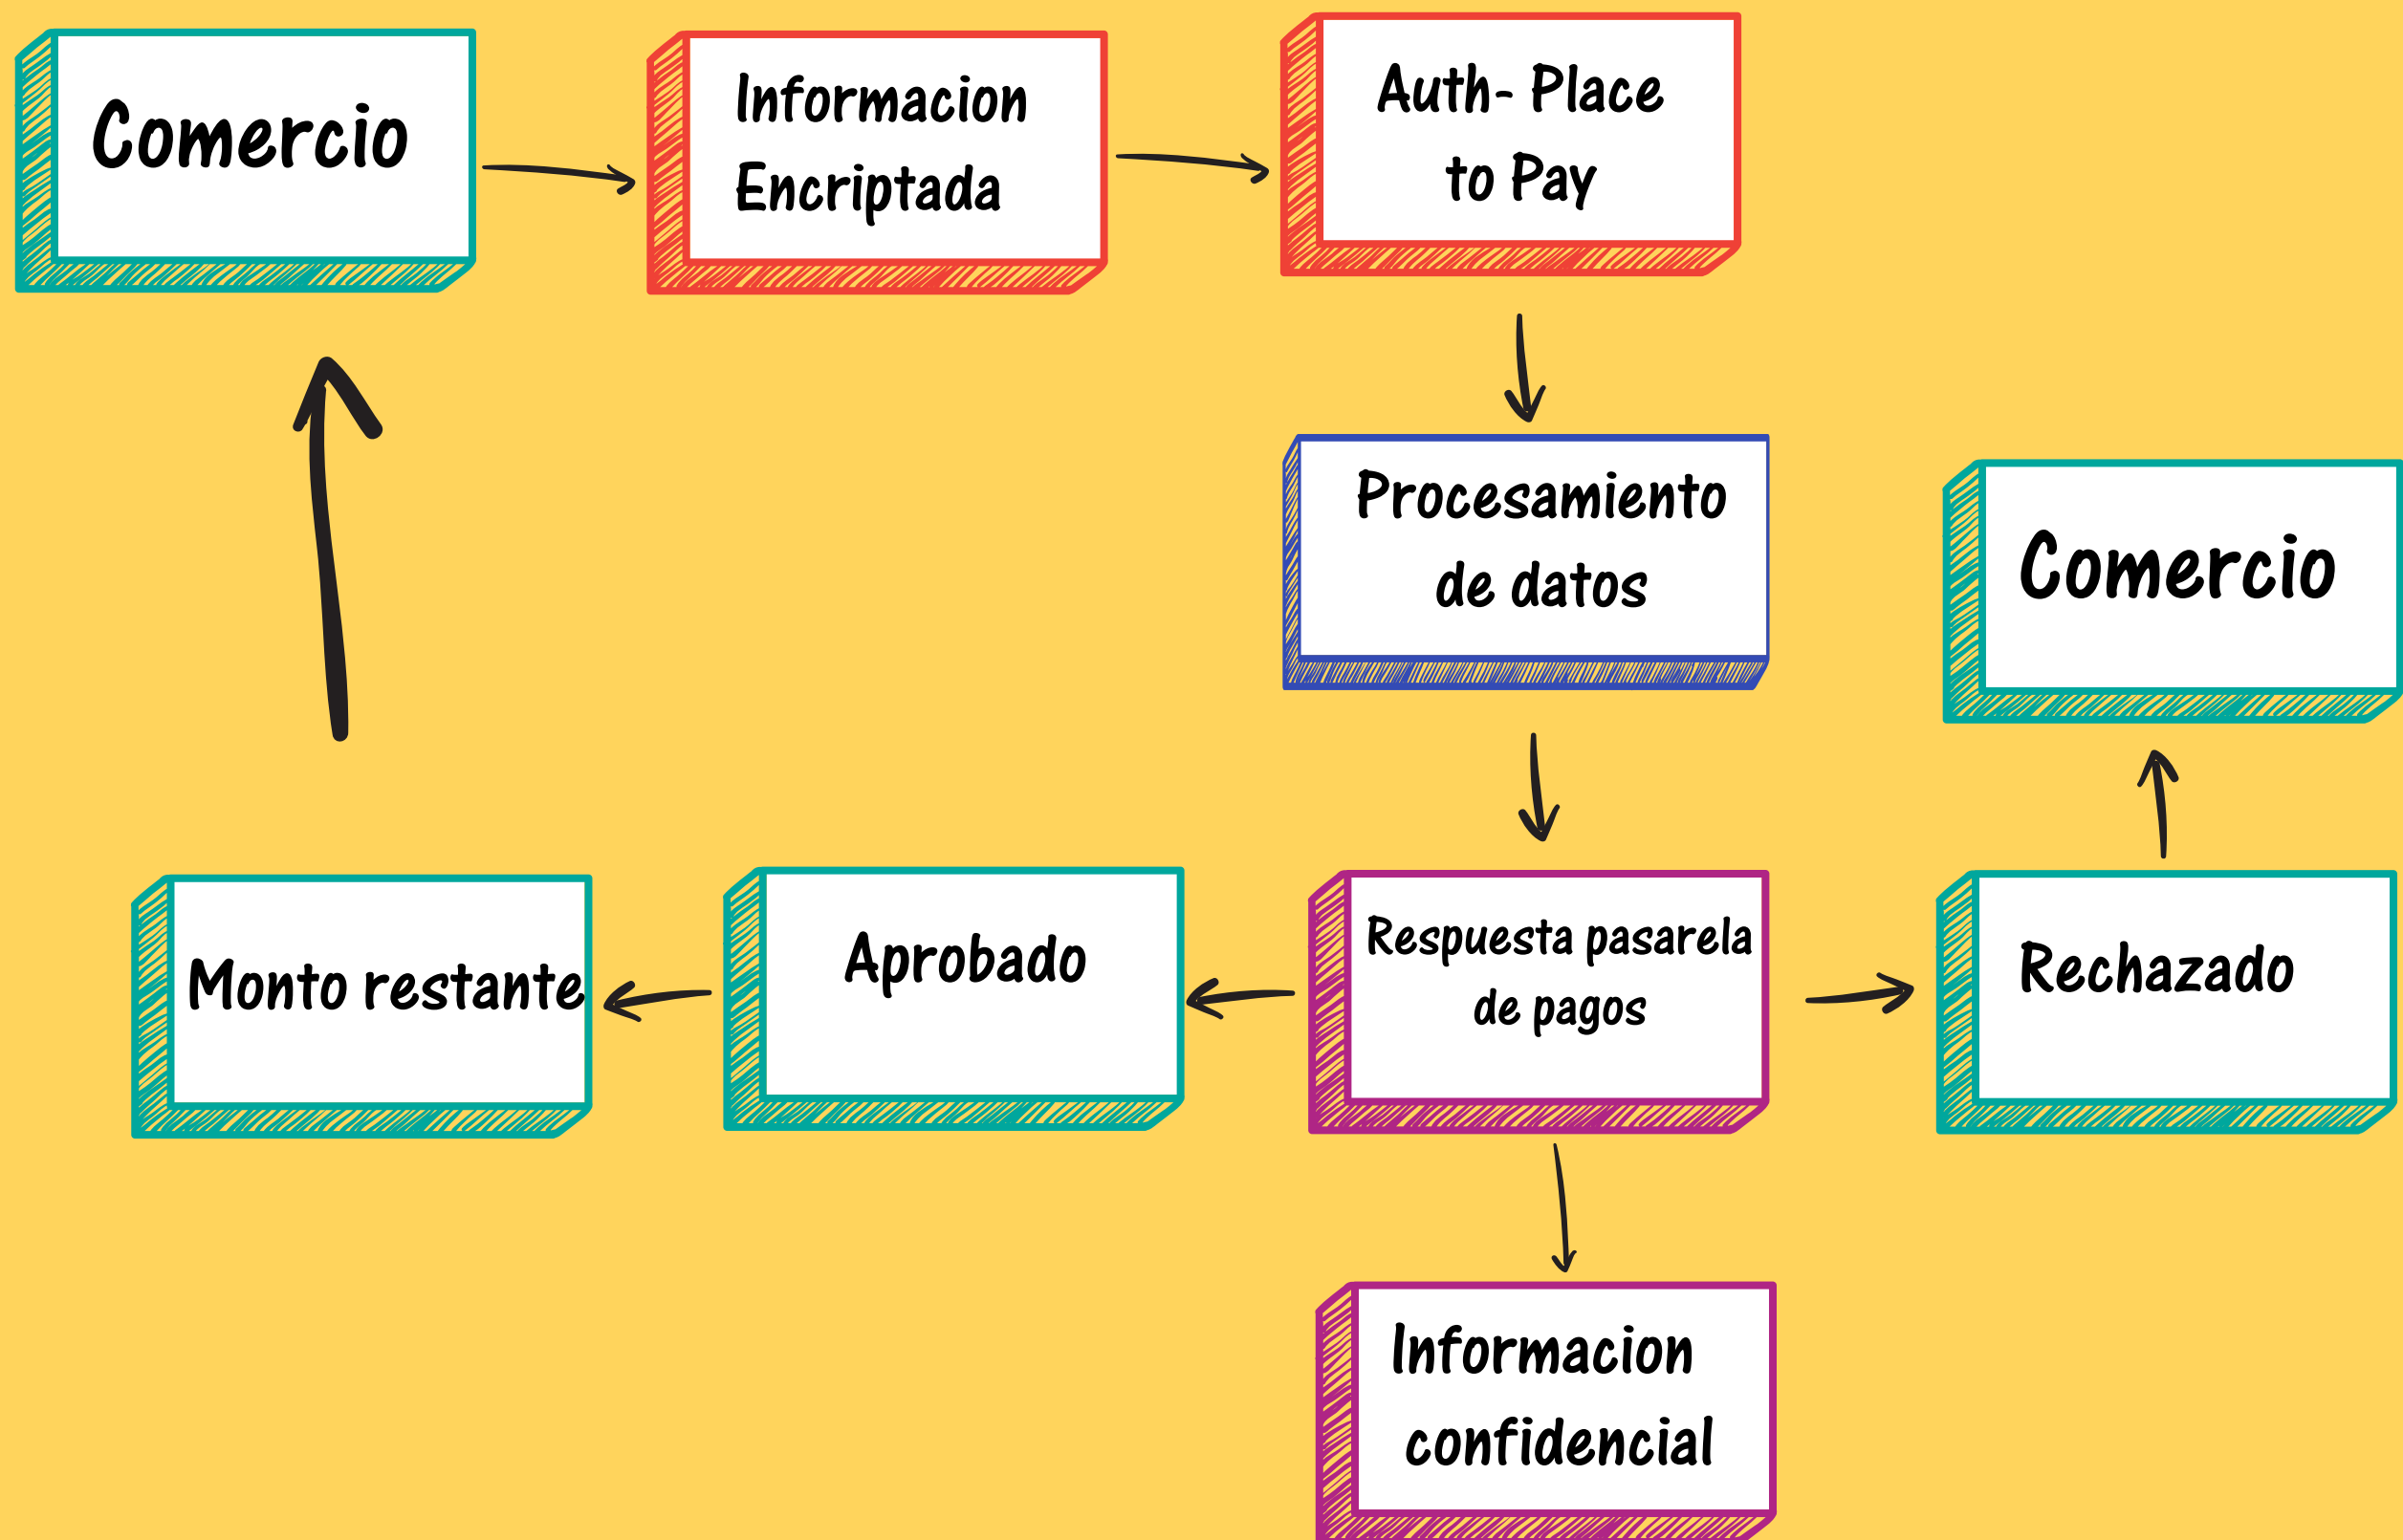 Comercio
Informacion
Encriptada
Auth- Place
to Pay
Procesamiento
de datos
Comercio
Monto restante
Aprobado
Respuesta pasarela
de pagos
Rechazado
Informacion
confidencial